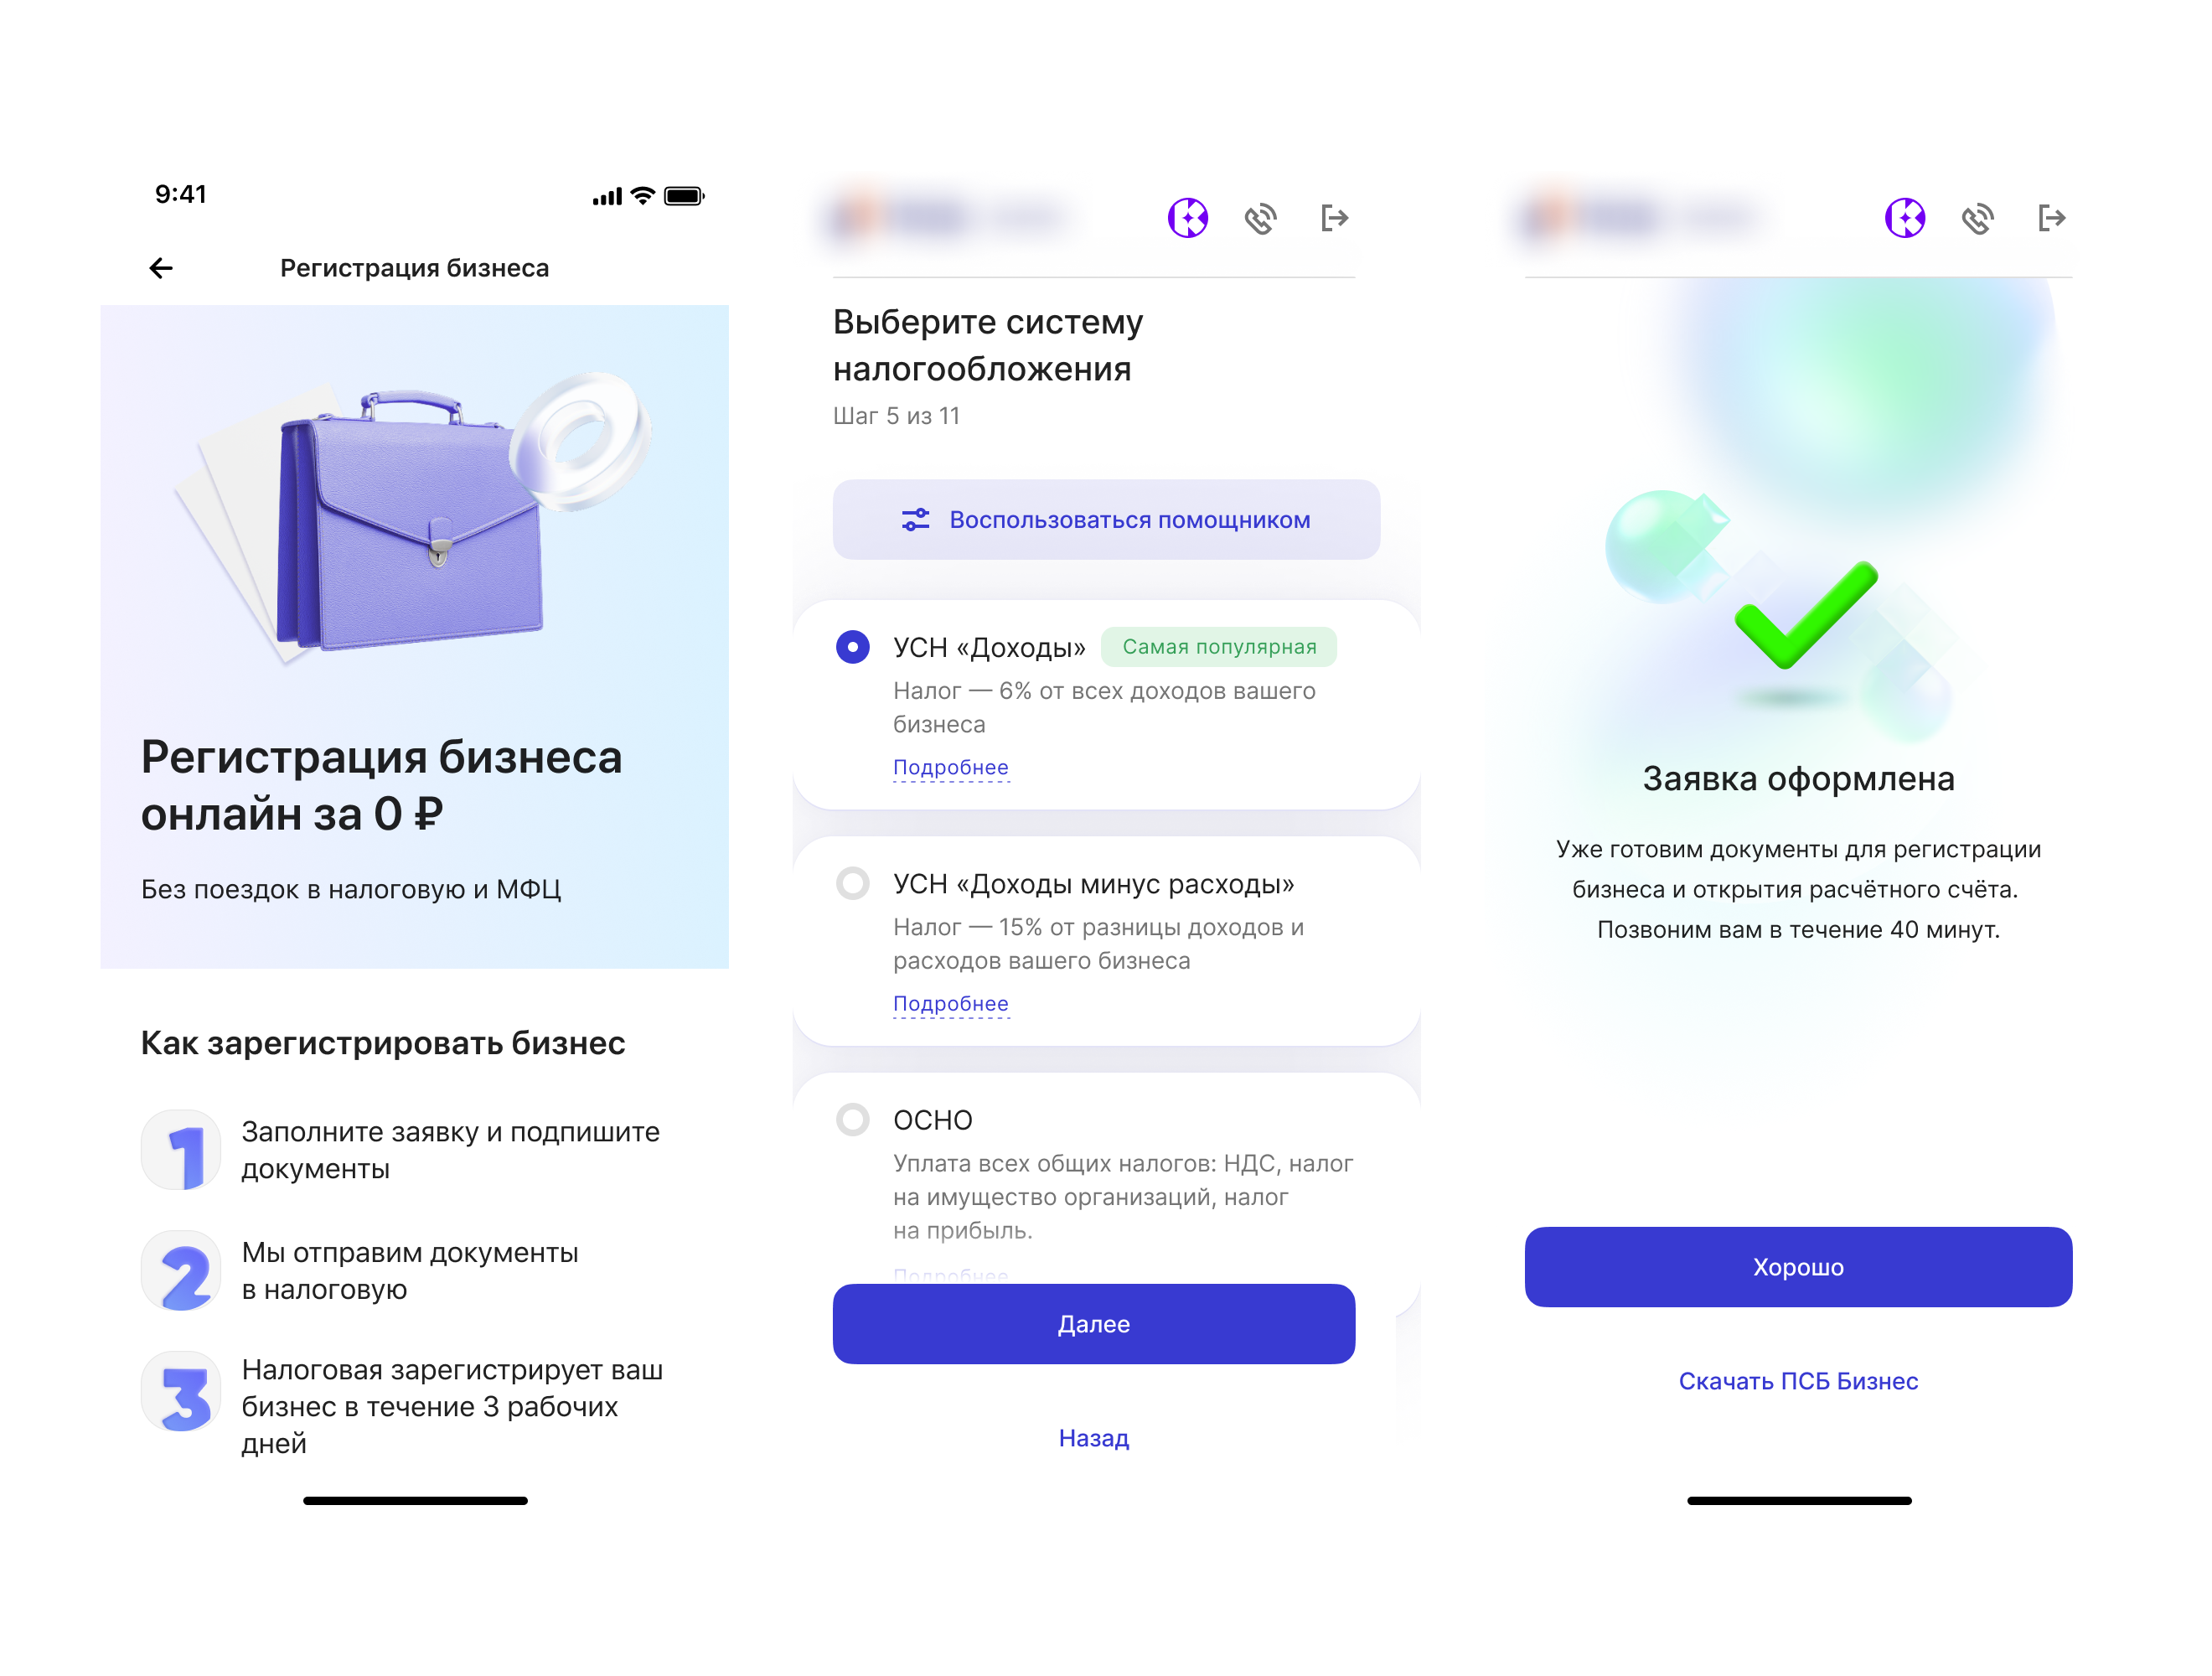 9:41
Регистрация бизнеса
Регистрация бизнеса
онлайн за 0 ₽
Без поездок в налоговую и МФЦ
Как зарегистрировать бизнес
1
Заполните заявку и подпишите
документы
2
Мы отправим документы
в налоговую
3
Налоговая зарегистрирует ваш
бизнес в течение 3 рабочих
дней
Выберите систему
налогообложения
Шаг 5 из 11
Воспользоваться помощником
УСН «Доходы» Самая популярная
Налог — 6% от всех доходов вашего
бизнеса
Подробнее
УСН «Доходы минус расходы»
Налог — 15% от разницы доходов и
расходов вашего бизнеса
Подробнее
ОСНО
Уплата всех общих налогов: НДС, налог
на имущество организаций, налог
на прибыль.
Подробнее
Далее
Назад
Заявка оформлена
Уже готовим документы для регистрации
бизнеса и открытия расчётного счёта.
Позвоним вам в течение 40 минут.
Хорошо
Скачать ПСБ Бизнес